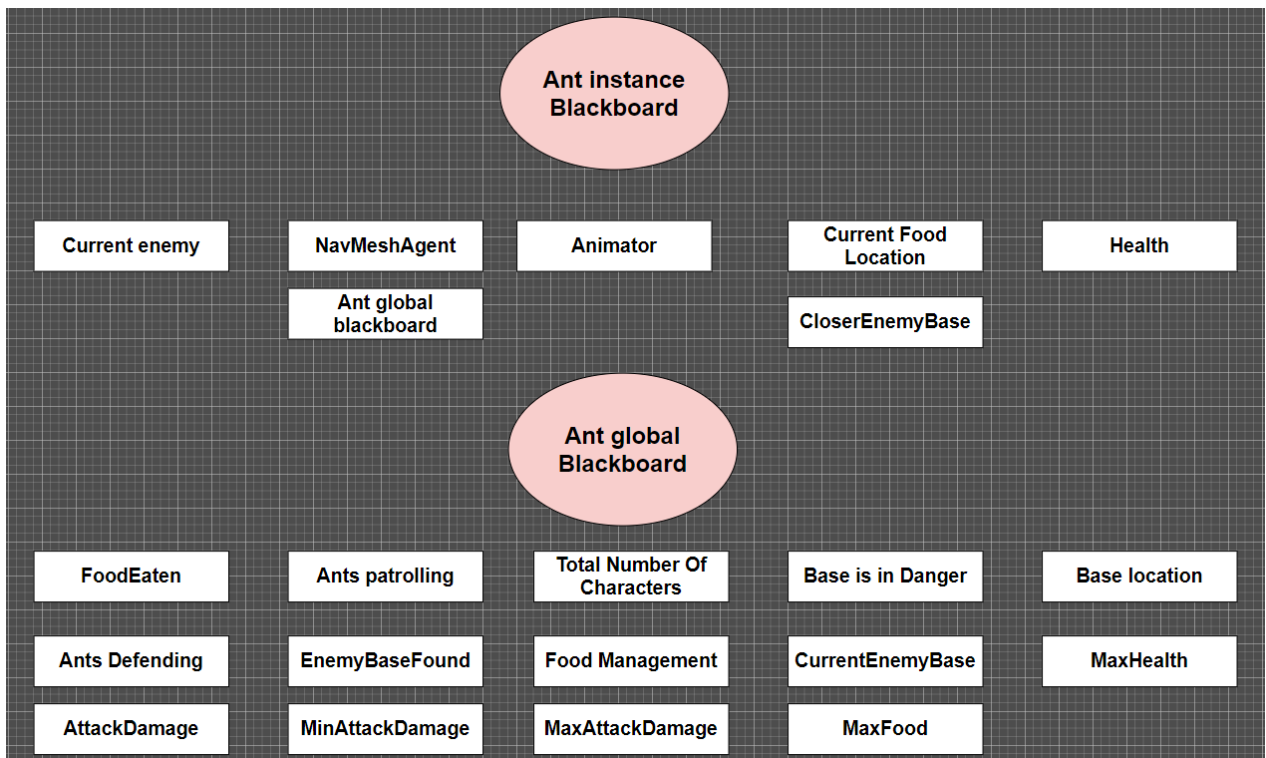 Ant instance
Blackboard
Current enemy
NavMeshAgent
Animator
Current Food
Location
Health
Ant global
blackboard
CloserEnemyBase
Ant global
Blackboard
FoodEaten
Ants patrolling
Total Number Of
Characters
Base is in Danger
Base location
Ants Defending
EnemyBaseFound
Food Management
CurrentEnemyBase
MaxHealth
AttackDamage
MinAttackDamage
MaxAttackDamage
MaxFood